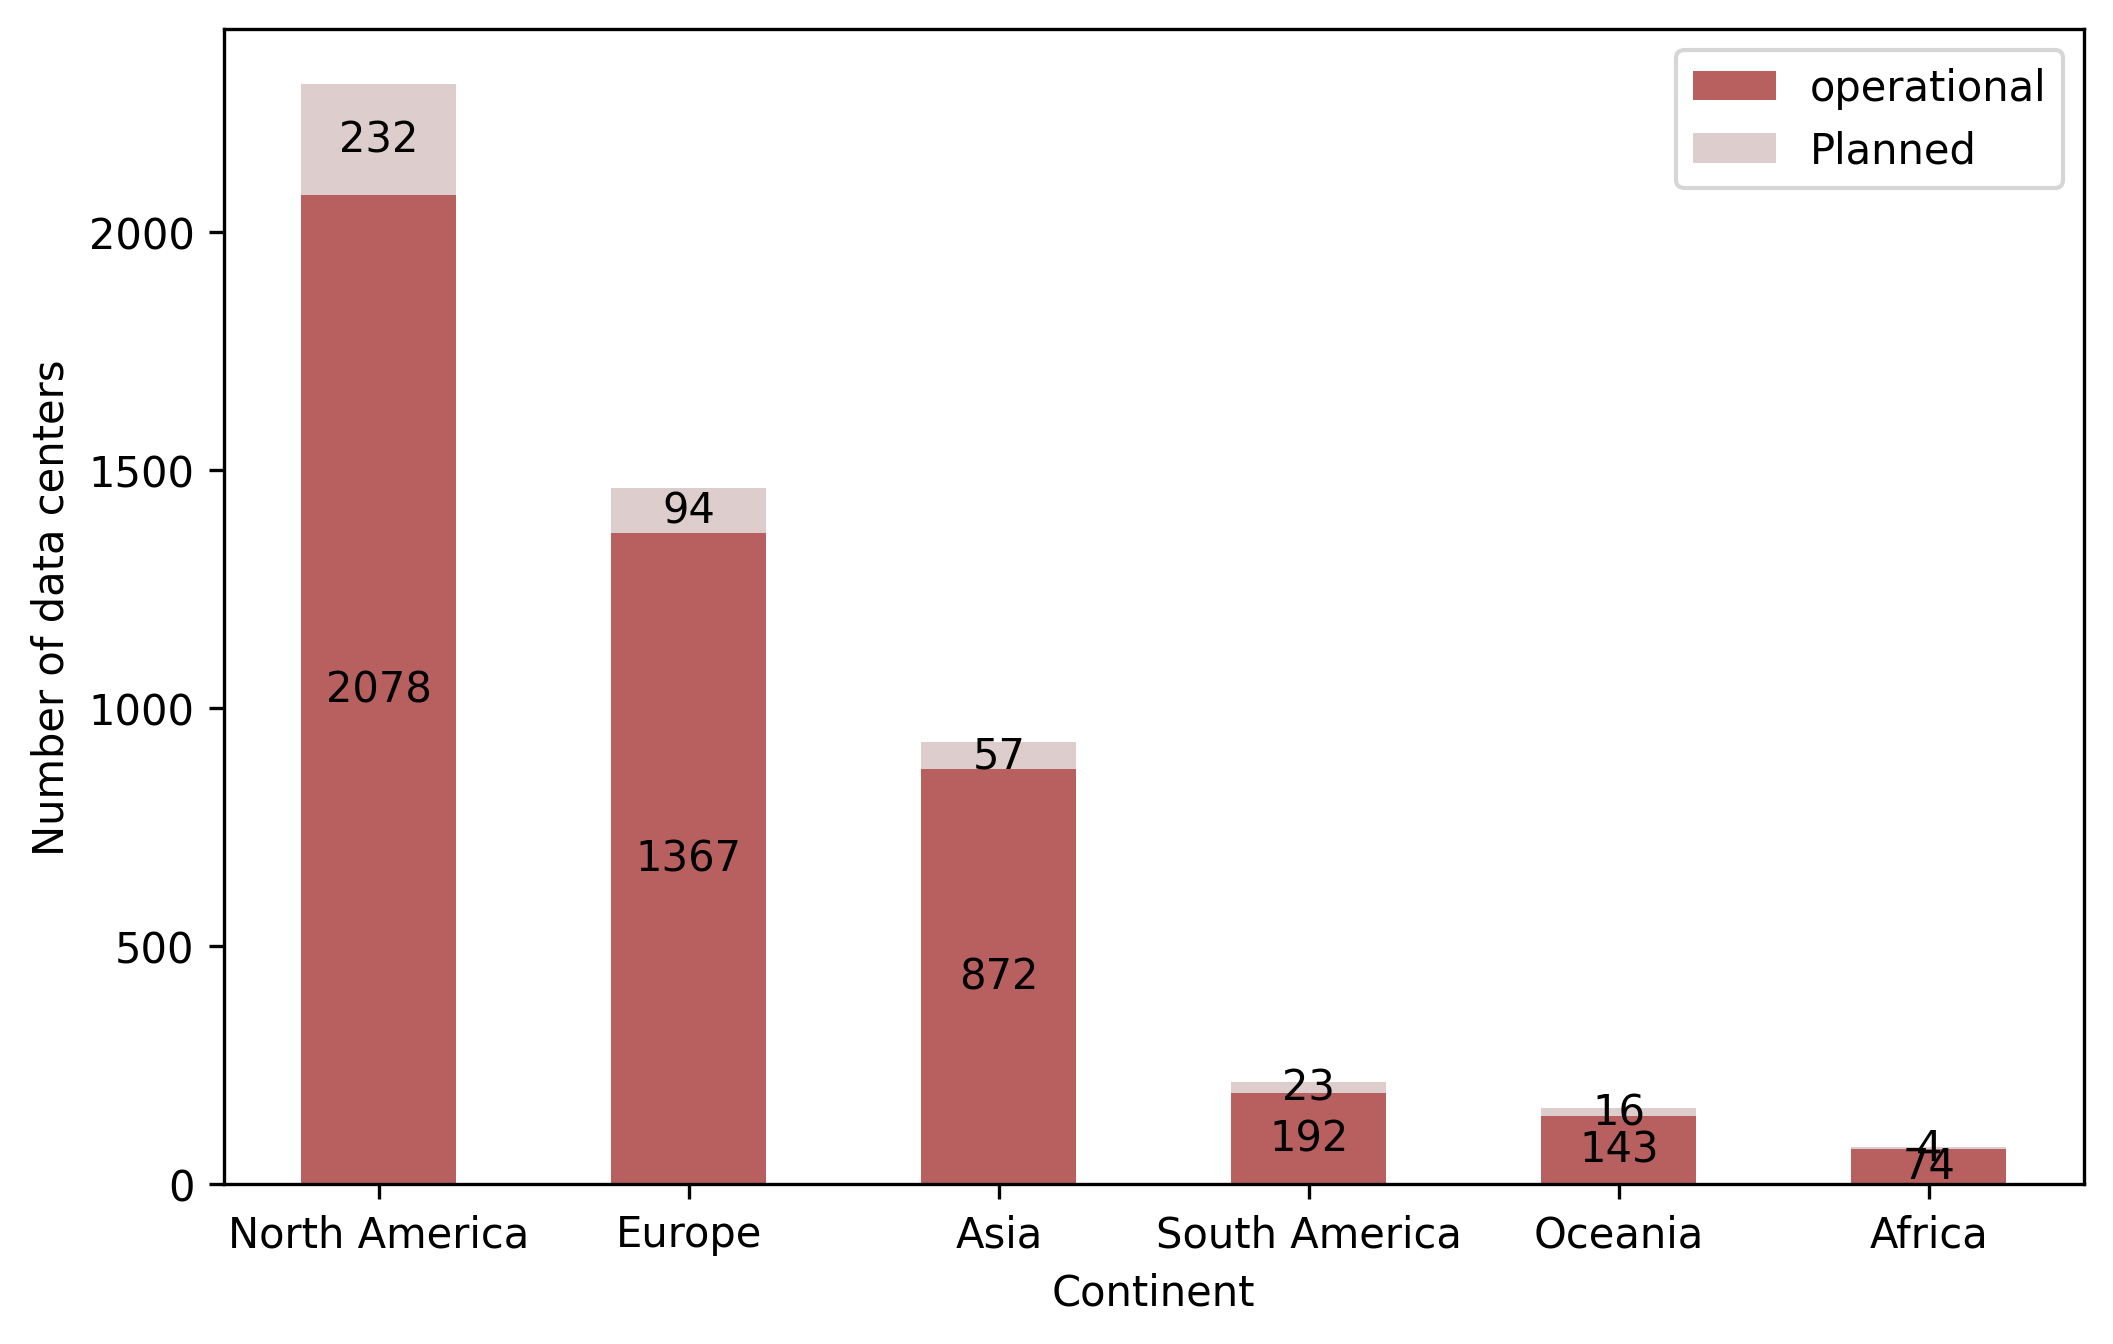 operational
Planned
Number of data centers
2000
1500
1000
500
0
232
2078
94
1367
57
872
23
192
16
143
4
74
North America
Europe
Asia
South America
Oceania
Africa
Continent